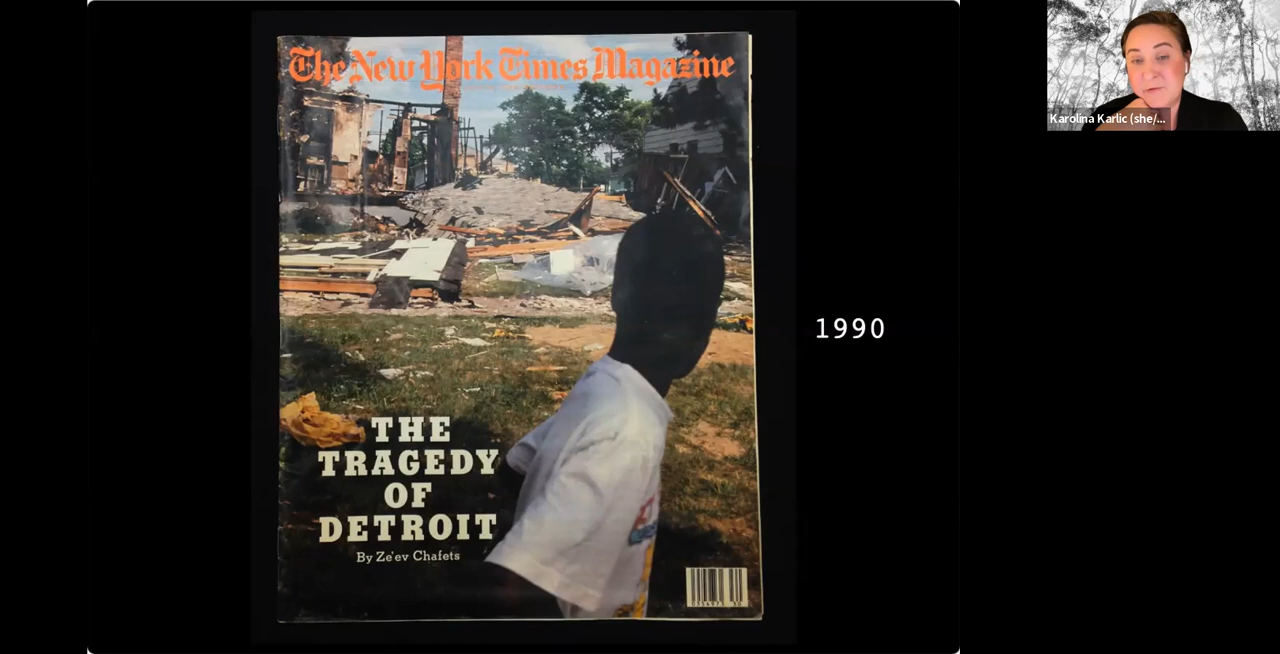 The New York Times Magazine
THE
TRAGEDY
OF
DETROIT
By Ze'ev Chafets
1990
Karolina Karlic (she/...